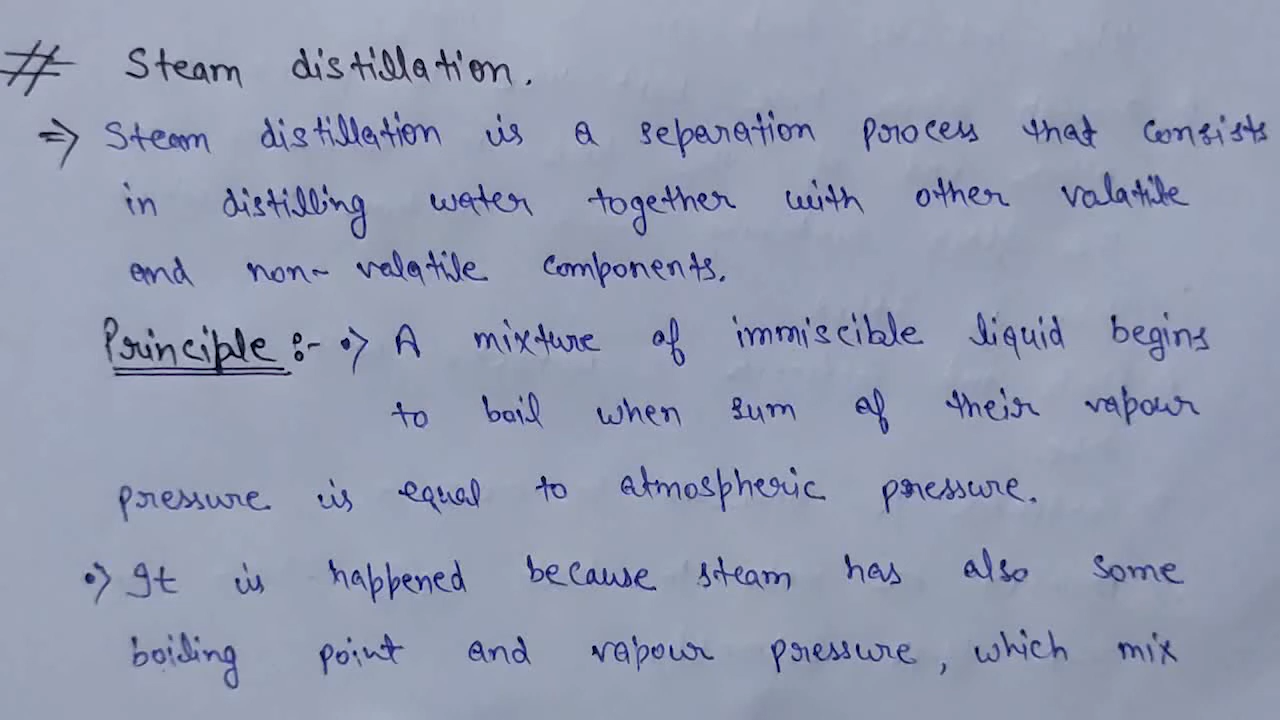 # Steam distillation.
⇒ Steam distillation is a separation process that consists
in distilling water together with other valatile
and non-valatile components.
Principle :- •> A mixture of immiscible liquid begins
to boil when sum of their vapour
pressure is equal to atmospheric pressure.
•> It is happened because steam has also some
boiling point and vapour pressure, which mix